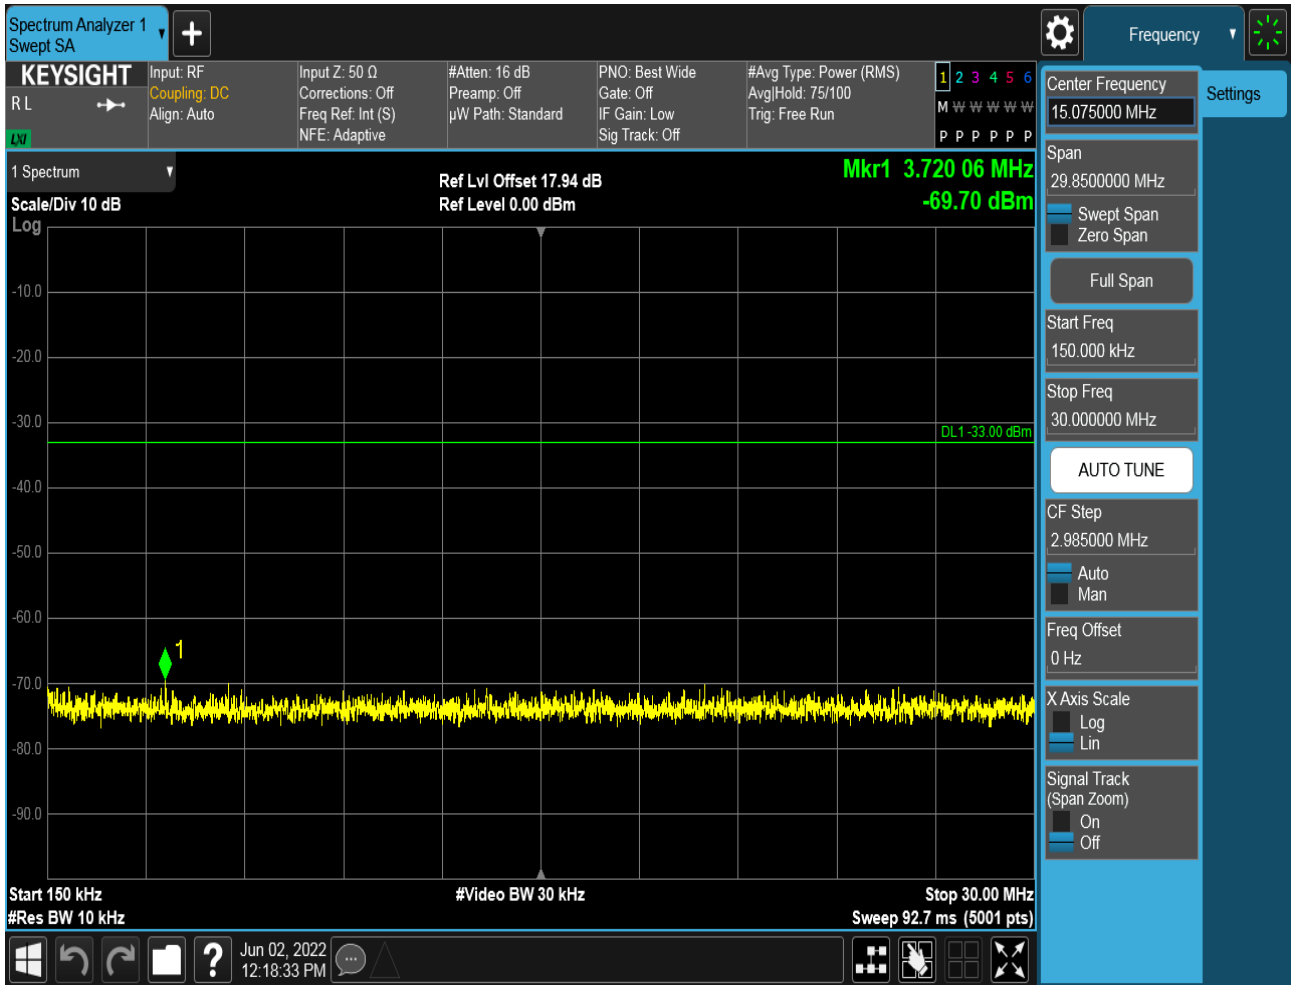 Spectrum Analyzer 1
Swept SA
Frequency
KEYSIGHT
R L
LXI
Input: RF
Coupling: DC
Align: Auto
Input Z: 50 Ω
Corrections: Off
Freq Ref: Int (S)
NFE: Adaptive
#Atten: 16 dB
Preamp: Off
µW Path: Standard
PNO: Best Wide
Gate: Off
IF Gain: Low
Sig Track: Off
#Avg Type: Power (RMS)
Avg|Hold: 75/100
Trig: Free Run
1 2 3 4 5 6
M W W W W W
P P P P P P
1 Spectrum
Scale/Div 10 dB
Log
Ref Lvl Offset 17.94 dB
Ref Level 0.00 dBm
Mkr1 3.720 06 MHz
-69.70 dBm
-10.0
-20.0
-30.0
DL1 -33.00 dBm
-40.0
-50.0
-60.0
1
-70.0
-80.0
-90.0
Start 150 kHz
#Video BW 30 kHz
Stop 30.00 MHz
#Res BW 10 kHz
Sweep 92.7 ms (5001 pts)
?
Jun 02, 2022
12:18:33 PM
Center Frequency
15.075000 MHz
Settings
Span
29.8500000 MHz
Swept Span
Zero Span
Full Span
Start Freq
150.000 kHz
Stop Freq
30.000000 MHz
AUTO TUNE
CF Step
2.985000 MHz
Auto
Man
Freq Offset
0 Hz
X Axis Scale
Log
Lin
Signal Track
(Span Zoom)
On
Off